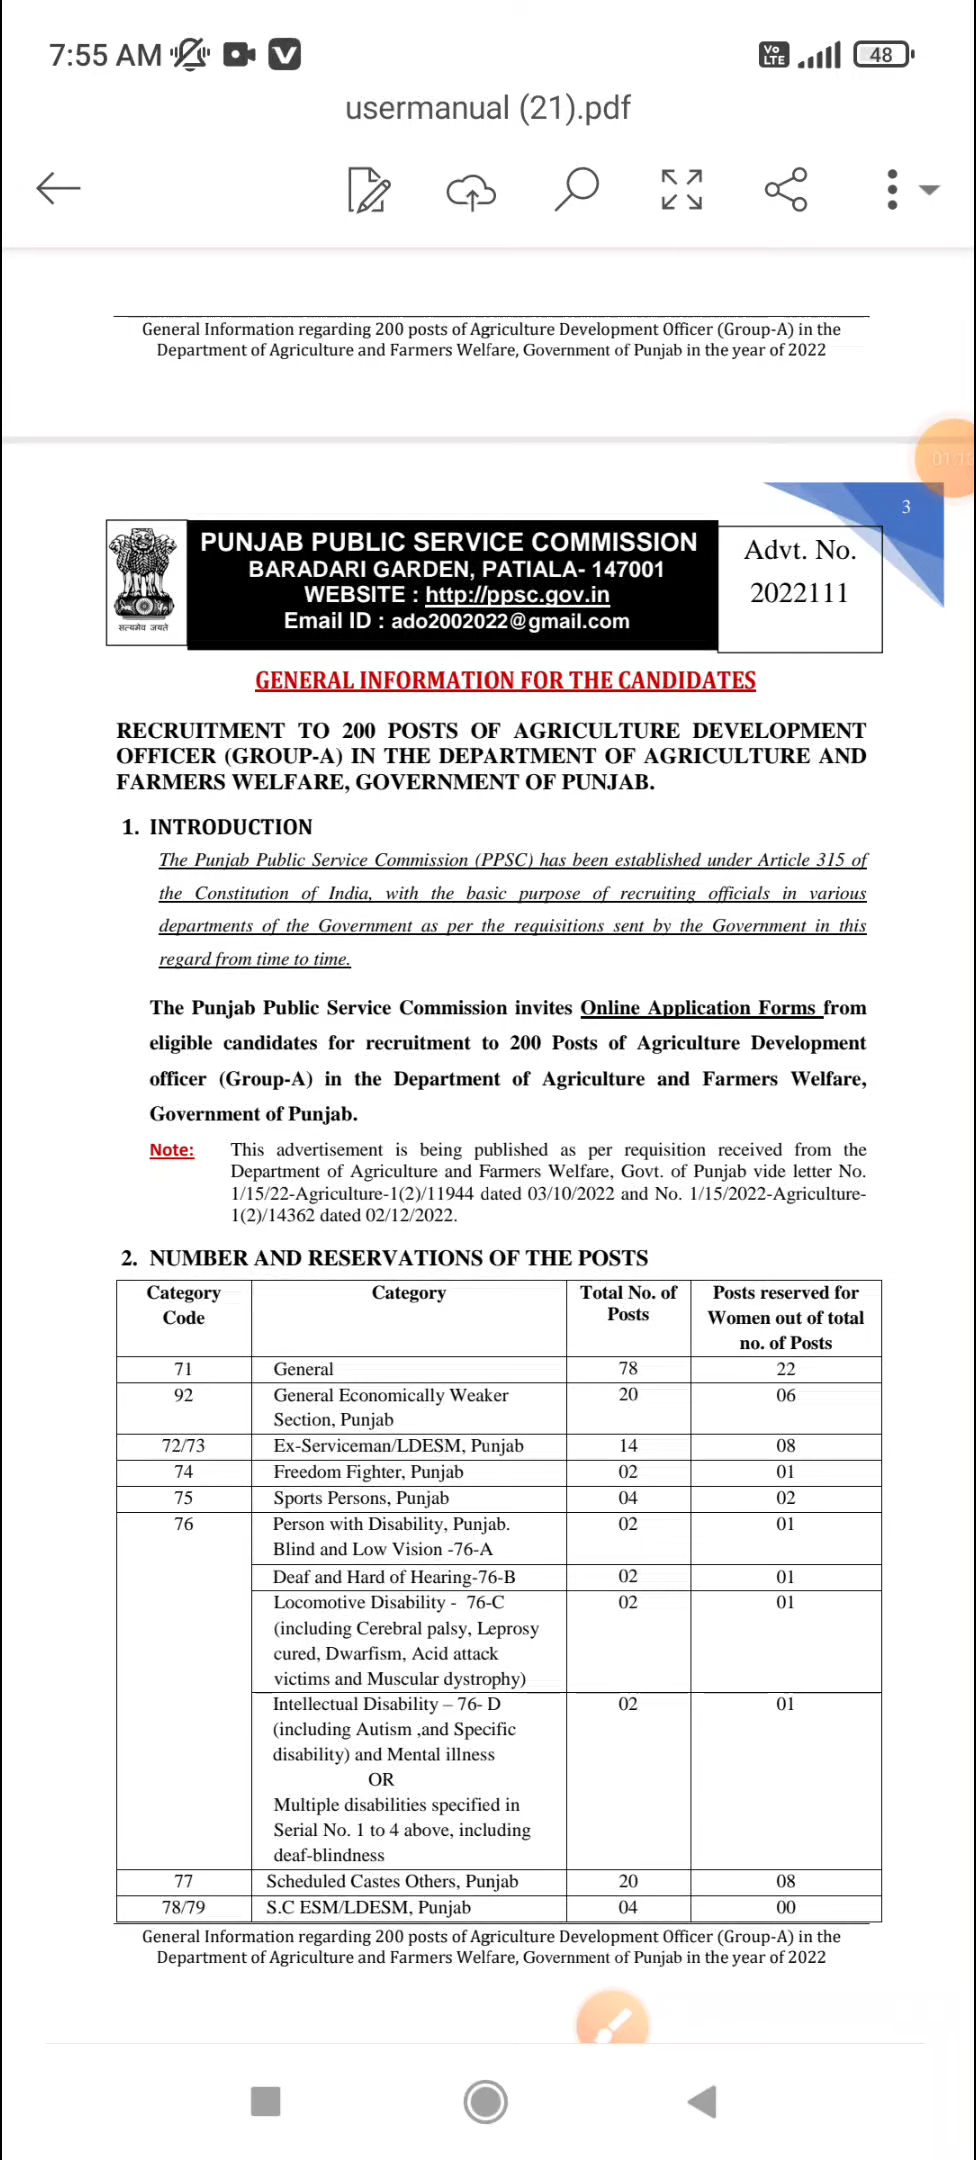 7:55 AM
Vo LTE
48
usermanual (21).pdf
General Information regarding 200 posts of Agriculture Development Officer (Group-A) in the
Department of Agriculture and Farmers Welfare, Government of Punjab in the year of 2022
3
PUNJAB PUBLIC SERVICE COMMISSION
BARADARI GARDEN, PATIALA- 147001
WEBSITE : http://ppsc.gov.in
Email ID : ado2002022@gmail.com
सत्यमेव जयते
Advt. No.
2022111
GENERAL INFORMATION FOR THE CANDIDATES
RECRUITMENT TO 200 POSTS OF AGRICULTURE DEVELOPMENT
OFFICER (GROUP-A) IN THE DEPARTMENT OF AGRICULTURE AND
FARMERS WELFARE, GOVERNMENT OF PUNJAB.
1. INTRODUCTION
The Punjab Public Service Commission (PPSC) has been established under Article 315 of
the Constitution of India, with the basic purpose of recruiting officials in various
departments of the Government as per the requisitions sent by the Government in this
regard from time to time.
The Punjab Public Service Commission invites Online Application Forms from
eligible candidates for recruitment to 200 Posts of Agriculture Development
officer (Group-A) in the Department of Agriculture and Farmers Welfare,
Government of Punjab.
Note: This advertisement is being published as per requisition received from the
Department of Agriculture and Farmers Welfare, Govt. of Punjab vide letter No.
1/15/22-Agriculture-1(2)/11944 dated 03/10/2022 and No. 1/15/2022-Agriculture-
1(2)/14362 dated 02/12/2022.
2. NUMBER AND RESERVATIONS OF THE POSTS
Category Code Category Total No. of Posts Posts reserved for Women out of total no. of Posts
71 General 78 22
92 General Economically Weaker 20 06
Section, Punjab
72/73 Ex-Serviceman/LDESM, Punjab 14 08
74 Freedom Fighter, Punjab 02 01
75 Sports Persons, Punjab 04 02
76 Person with Disability, Punjab. 02 01
Blind and Low Vision -76-A
Deaf and Hard of Hearing-76-B 02 01
Locomotive Disability - 76-C 02 01
(including Cerebral palsy, Leprosy
cured, Dwarfism, Acid attack
victims and Muscular dystrophy)
Intellectual Disability – 76- D 02 01
(including Autism ,and Specific
disability) and Mental illness
OR
Multiple disabilities specified in
Serial No. 1 to 4 above, including
deaf-blindness
77 Scheduled Castes Others, Punjab 20 08
78/79 S.C ESM/LDESM, Punjab 04 00
General Information regarding 200 posts of Agriculture Development Officer (Group-A) in the
Department of Agriculture and Farmers Welfare, Government of Punjab in the year of 2022